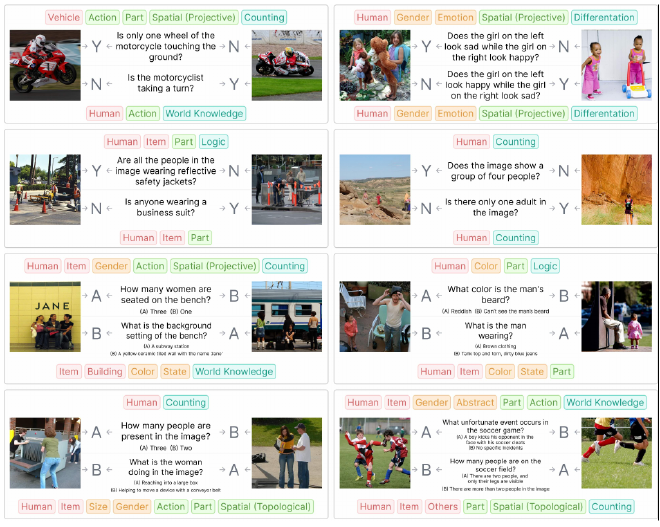 Vehicle Action Part Spatial (Projective) Counting
Y Is only one wheel of the N
motorcycle touching the
ground?
N Is the motorcyclist Y
taking a turn?
Human Action World Knowledge
Human Gender Emotion Spatial (Projective) Differentation
Y Does the girl on the left N
look sad while the girl on
the right look happy?
N Does the girl on the left Y
look happy while the girl
on the right look sad?
Human Gender Emotion Spatial (Projective) Differentation
Human Item Part Logic
Y Are all the people in the N
image wearing reflective
safety jackets?
N Is anyone wearing a Y
business suit?
Human Item Part
Human Counting
Y Does the image show a N
group of four people?
N Is there only one adult in Y
the image?
Human Counting
Human Item Gender Action Spatial (Projective) Counting
JANE
A How many women are B
seated on the bench?
(A) Three (B) One
B What is the background A
setting of the bench?
(A) A subway station
(B) A yellow ceramic tiled wall with the name 'Jane'
Item Building Color State World Knowledge
Human Color Part Logic
A What color is the man's B
beard?
(A) Reddish (B) Can't see the man's beard
B What is the man A
wearing?
(A) Brown clothing
(B) Tank top and torn, dirty blue jeans
Human Item Color State Part
Human Counting
A How many people are B
present in the image?
(A) Three (B) Two
B What is the woman A
doing in the image?
(A) Reaching into a large box
(B) Helping to move a device with a conveyor belt
Human Item Size Gender Action Part Spatial (Topological)
Human Item Gender Abstract Part Action World Knowledge
A What unfortunate event occurs in B
the soccer game?
(A) A boy kicks his opponent in the
face with his soccer cleats
(B) No specific incidents
B How many people are on the A
soccer field?
(A) There are two people, and
only their legs are visible
(B) There are more than two people in the image
Human Item Others Part Spatial (Topological) Counting